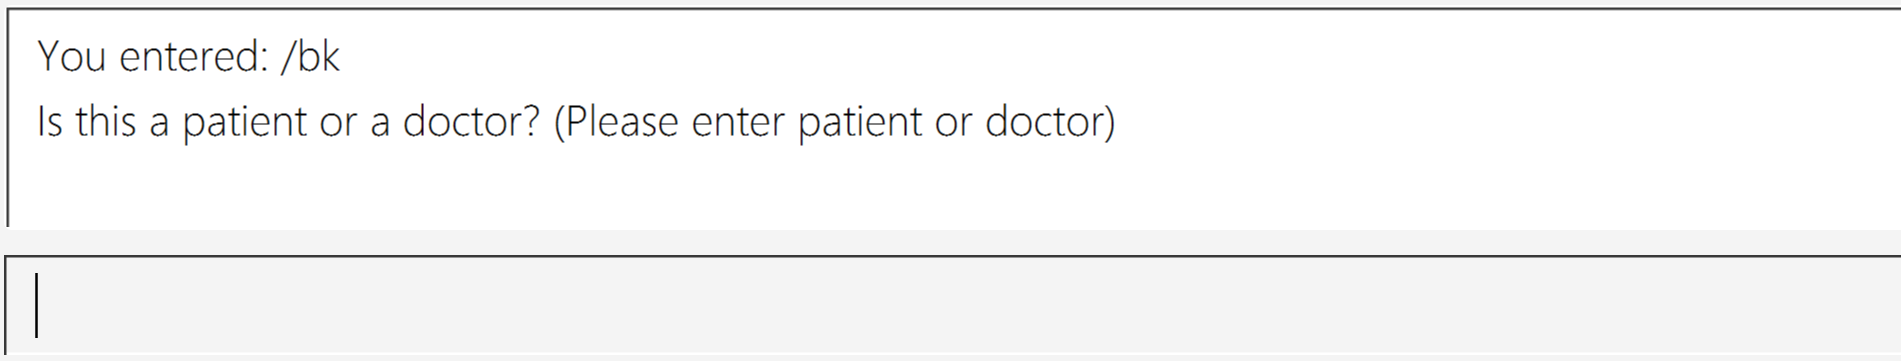 You entered: /bk
Is this a patient or a doctor? (Please enter patient or doctor)